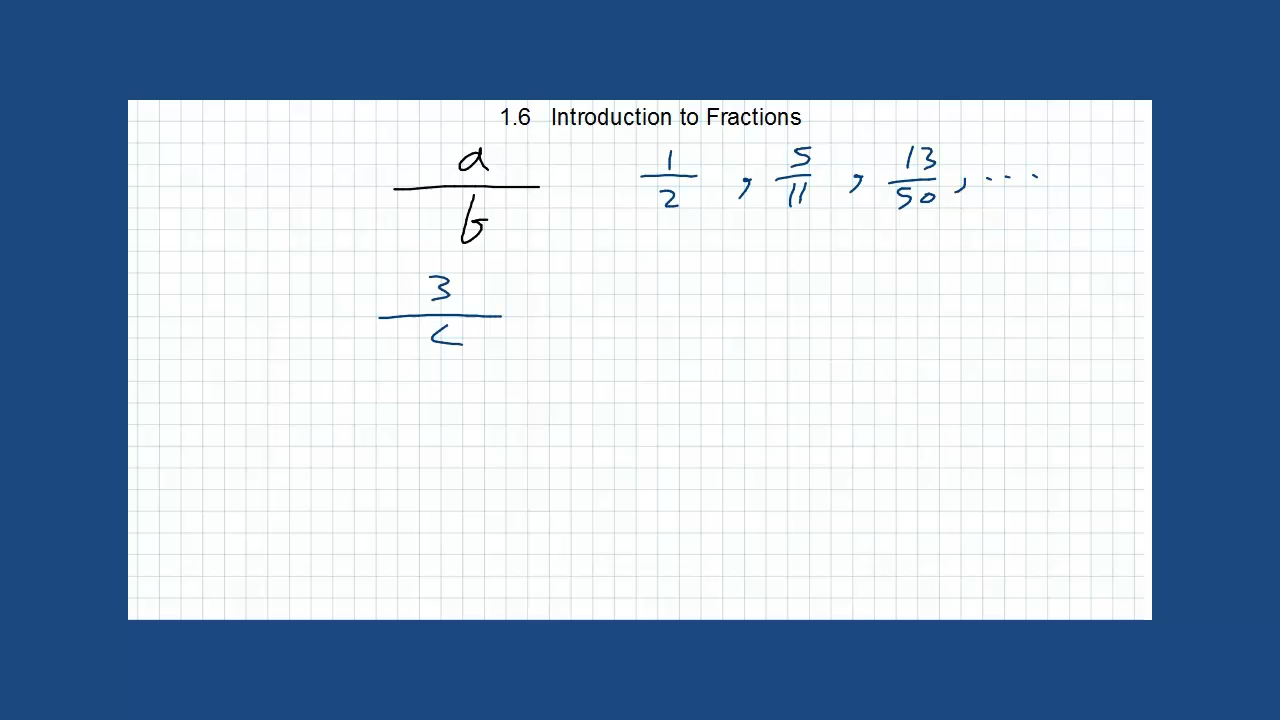 1.6 Introduction to Fractions
a/b
1/2 , 5/11 , 13/50 , ....
3/